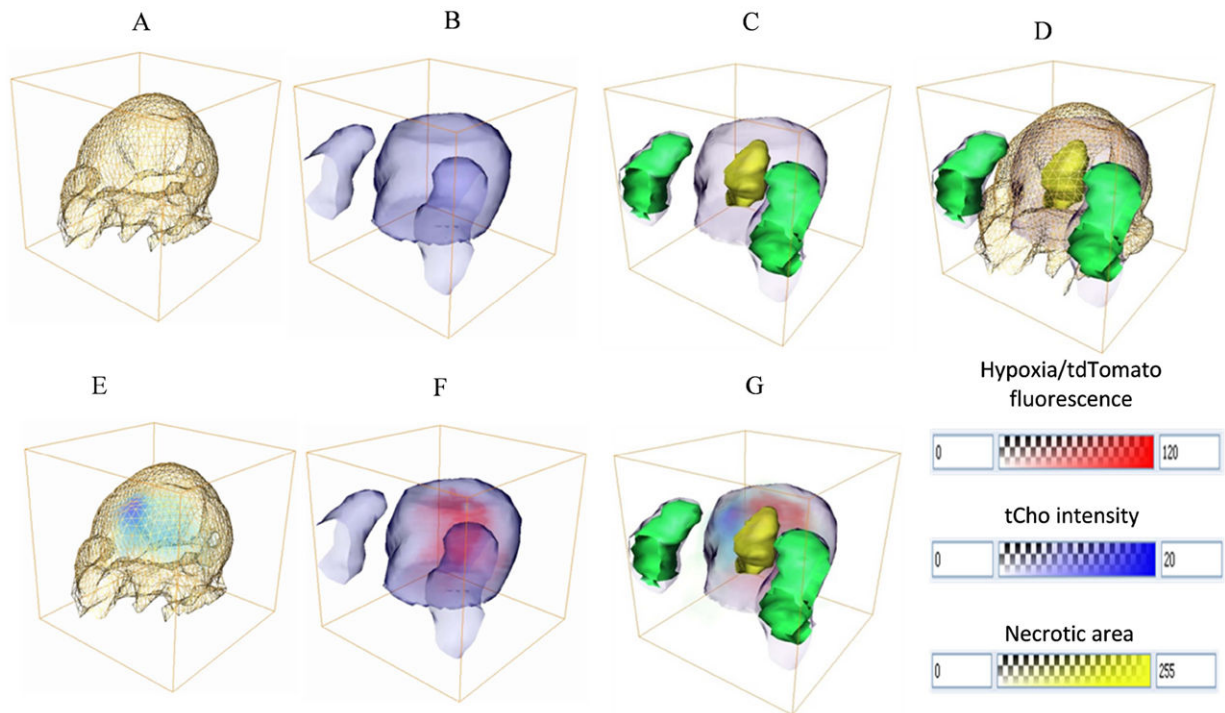 A
B
C
D
E
F
G
Hypoxia/tdTomato
fluorescence
0 120
tCho intensity
0 20
Necrotic area
0 255